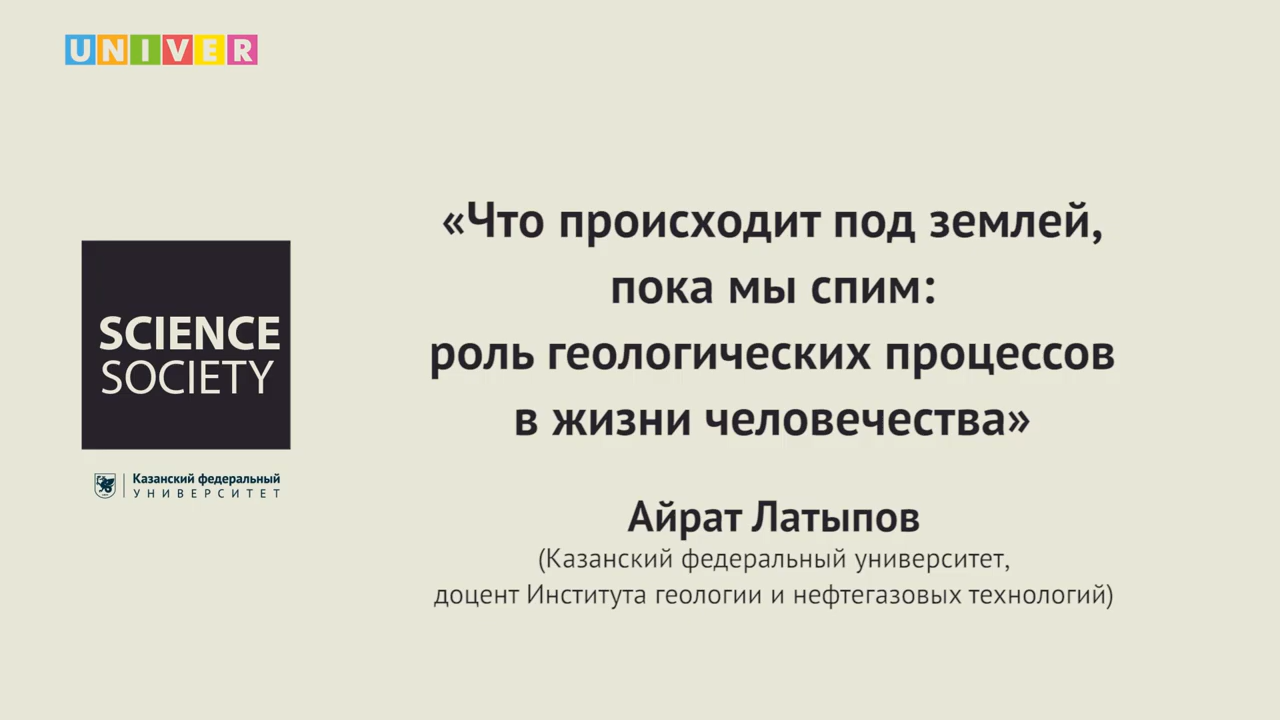 UNIVER
SCIENCE
SOCIETY
Казанский федеральный
УНИВЕРСИТЕТ
«Что происходит под землей,
пока мы спим:
роль геологических процессов
в жизни человечества»
Айрат Латыпов
(Казанский федеральный университет,
доцент Института геологии и нефтегазовых технологий)